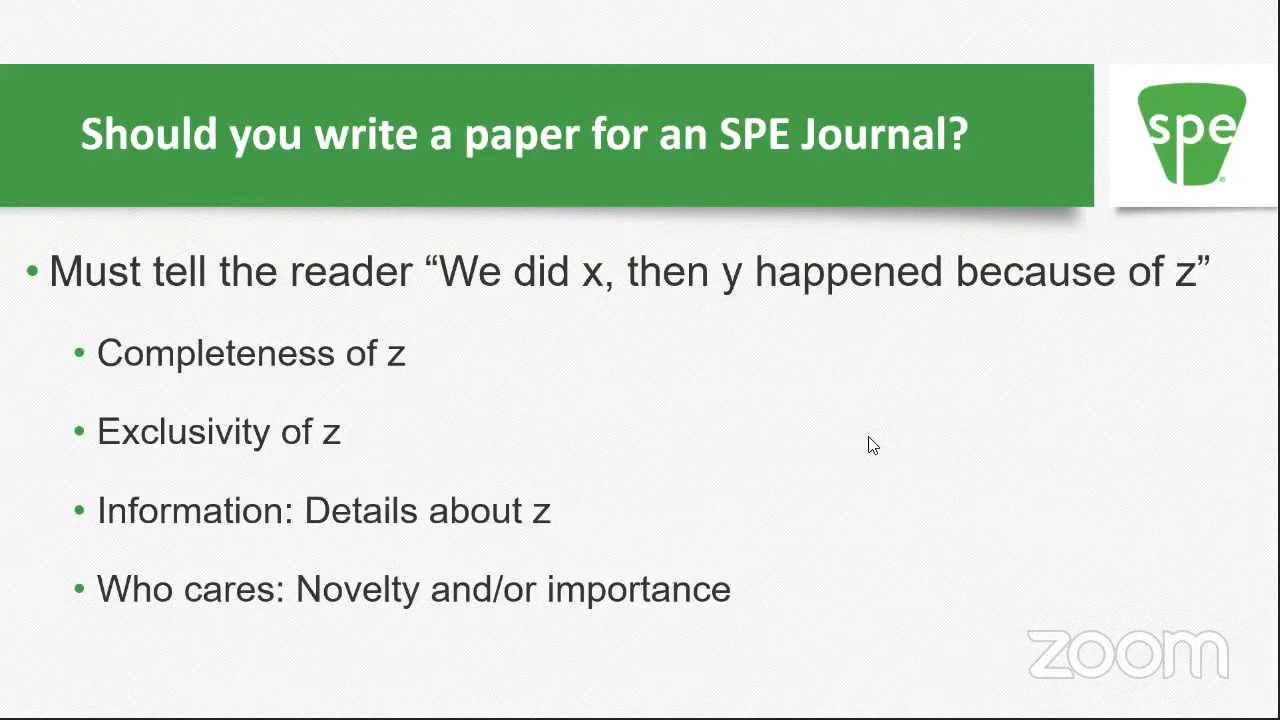 Should you write a paper for an SPE Journal?
spe
• Must tell the reader “We did x, then y happened because of z”
• Completeness of z
• Exclusivity of z
• Information: Details about z
• Who cares: Novelty and/or importance
zoom